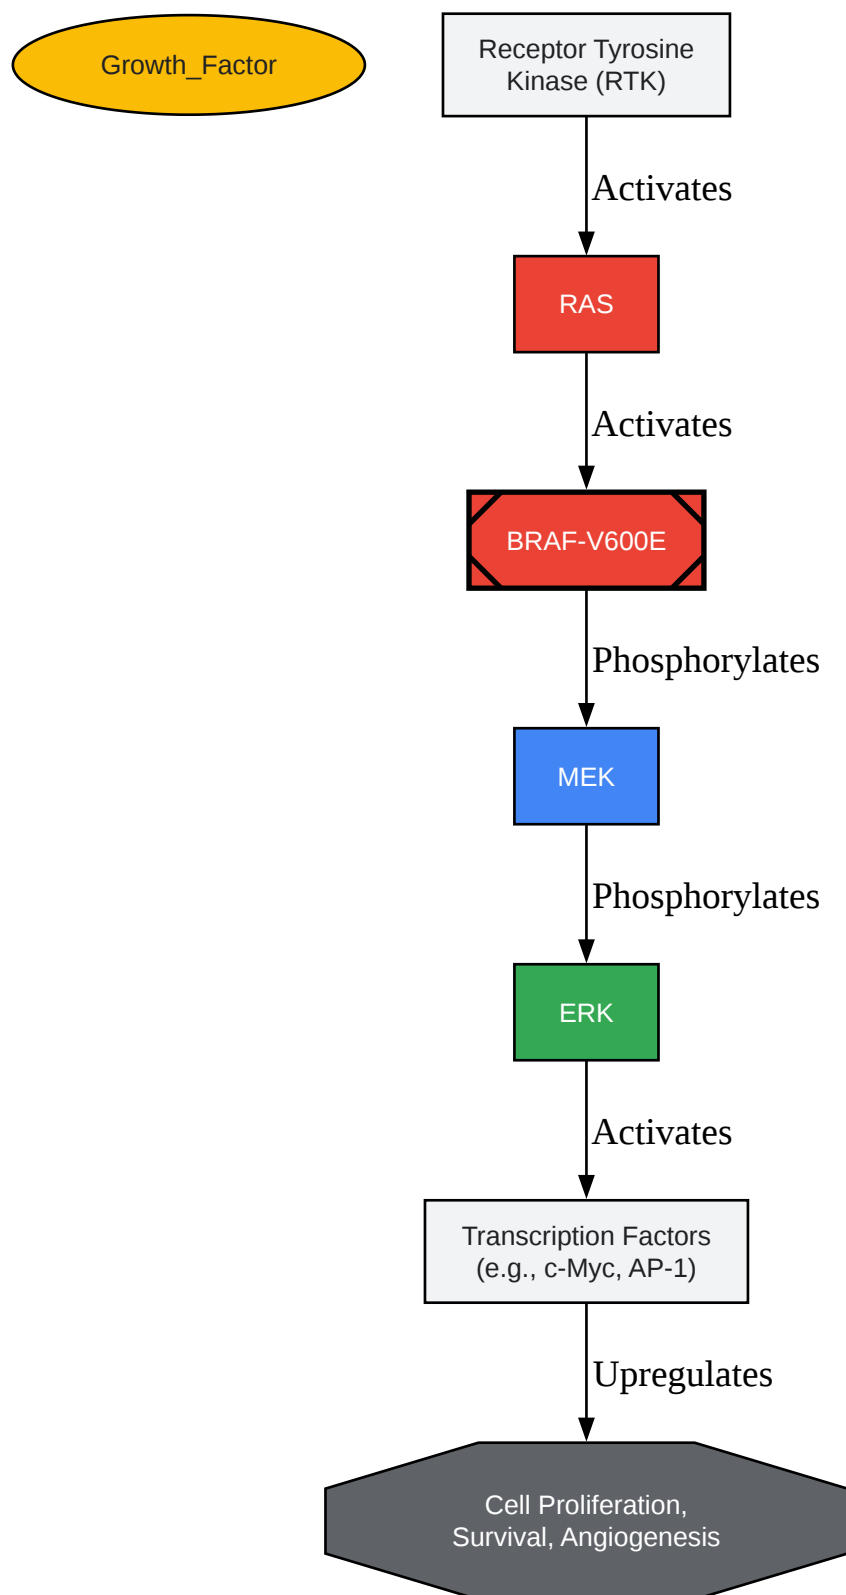 Growth_Factor
Receptor Tyrosine
Kinase (RTK)
Activates
RAS
Activates
BRAF-V600E
Phosphorylates
MEK
Phosphorylates
ERK
Activates
Transcription Factors
(e.g., c-Myc, AP-1)
Upregulates
Cell Proliferation,
Survival, Angiogenesis